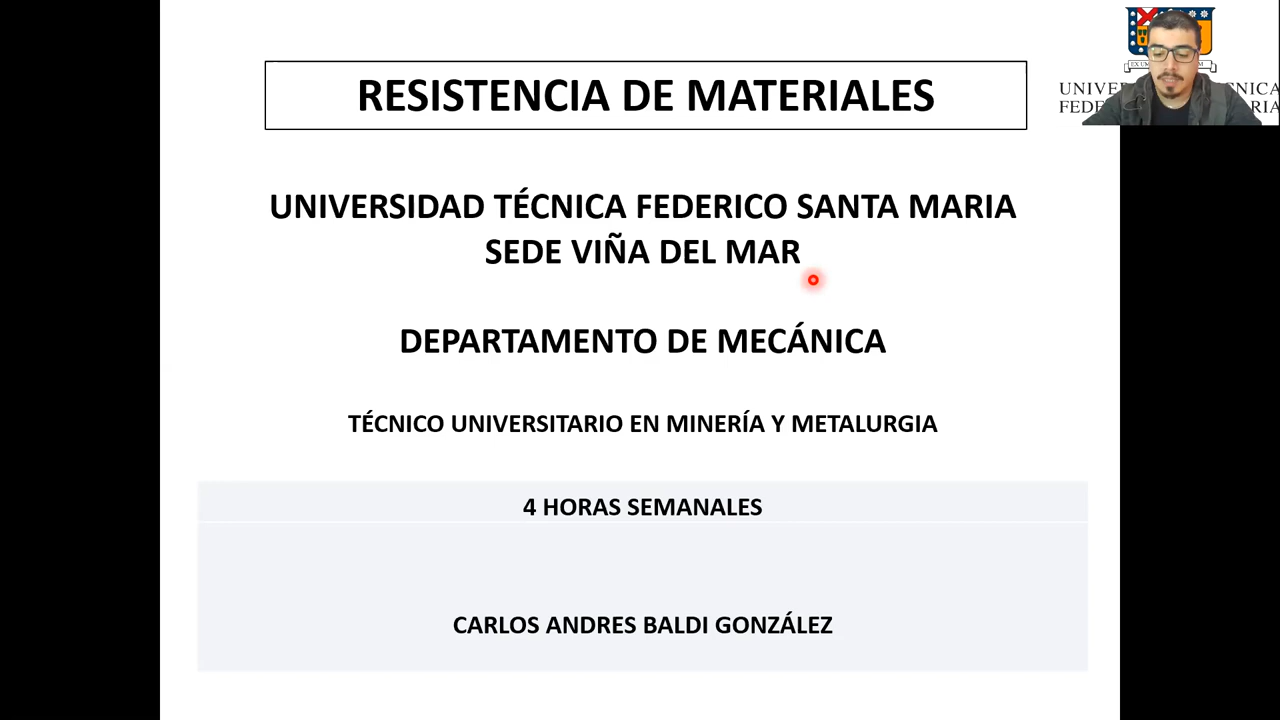 RESISTENCIA DE MATERIALES
UNIVERSIDAD TÉCNICA FEDERICO SANTA MARIA
SEDE VIÑA DEL MAR
DEPARTAMENTO DE MECÁNICA
TÉCNICO UNIVERSITARIO EN MINERÍA Y METALURGIA
4 HORAS SEMANALES
CARLOS ANDRES BALDI GONZÁLEZ